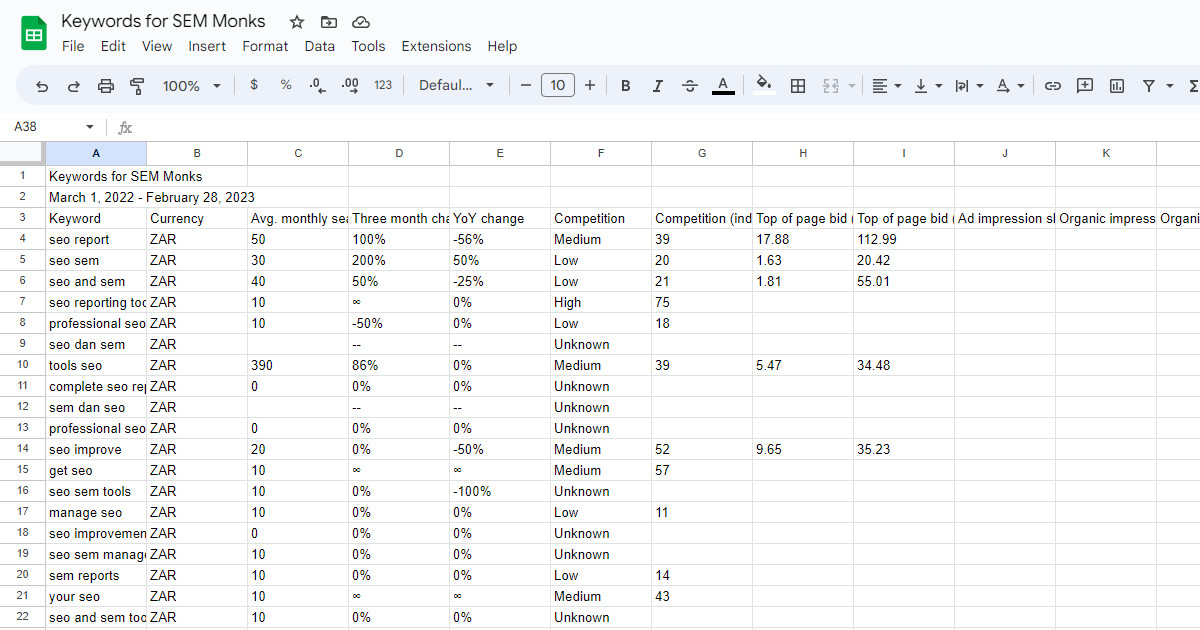 Keywords for SEM Monks
File Edit View Insert Format Data Tools Extensions Help
100% $ % .0 .00 123 Defaul... − 10 + B I S A A Σ
A38 fx
A B C D E F G H I J K
1 Keywords for SEM Monks
2 March 1, 2022 - February 28, 2023
3 Keyword Currency Avg. monthly sea Three month cha YoY change Competition Competition (ind Top of page bid ( Top of page bid ( Ad impression sl Organic impress Organi
4 seo report ZAR 50 100% -56% Medium 39 17.88 112.99
5 seo sem ZAR 30 200% 50% Low 20 1.63 20.42
6 seo and sem ZAR 40 50% -25% Low 21 1.81 55.01
7 seo reporting too ZAR 10 ∞ 0% High 75
8 professional seo ZAR 10 -50% 0% Low 18
9 seo dan sem ZAR -- -- Unknown
10 tools seo ZAR 390 86% 0% Medium 39 5.47 34.48
11 complete seo rep ZAR 0 0% 0% Unknown
12 sem dan seo ZAR -- -- Unknown
13 professional seo ZAR 0 0% 0% Unknown
14 seo improve ZAR 20 0% -50% Medium 52 9.65 35.23
15 get seo ZAR 10 ∞ ∞ Medium 57
16 seo sem tools ZAR 10 0% -100% Unknown
17 manage seo ZAR 10 0% 0% Low 11
18 seo improvemen ZAR 0 0% 0% Unknown
19 seo sem manage ZAR 10 0% 0% Unknown
20 sem reports ZAR 10 0% 0% Low 14
21 your seo ZAR 10 ∞ ∞ Medium 43
22 seo and sem too ZAR 10 0% 0% Unknown